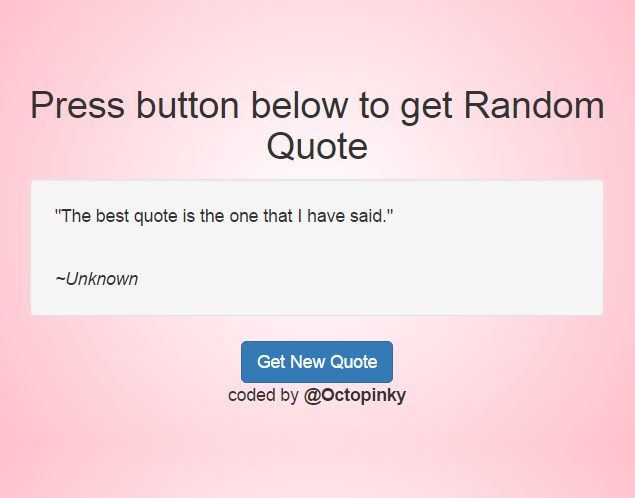 Press button below to get Random
Quote
"The best quote is the one that I have said."
~Unknown
Get New Quote
coded by @Octopinky